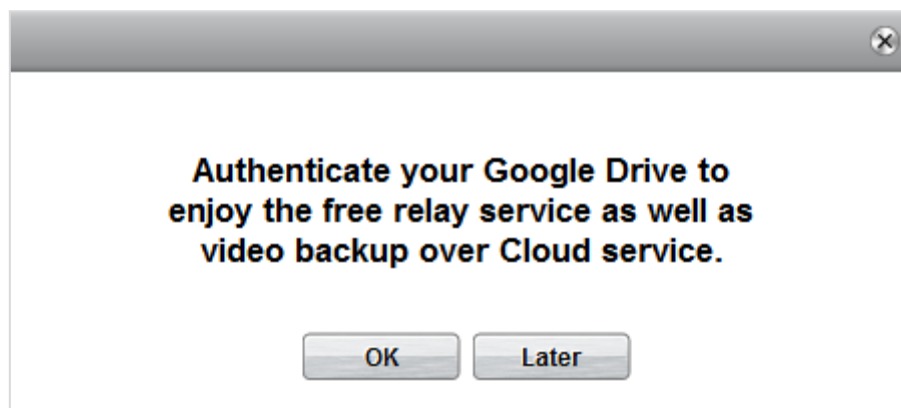 Authenticate your Google Drive to
enjoy the free relay service as well as
video backup over Cloud service.
OK Later